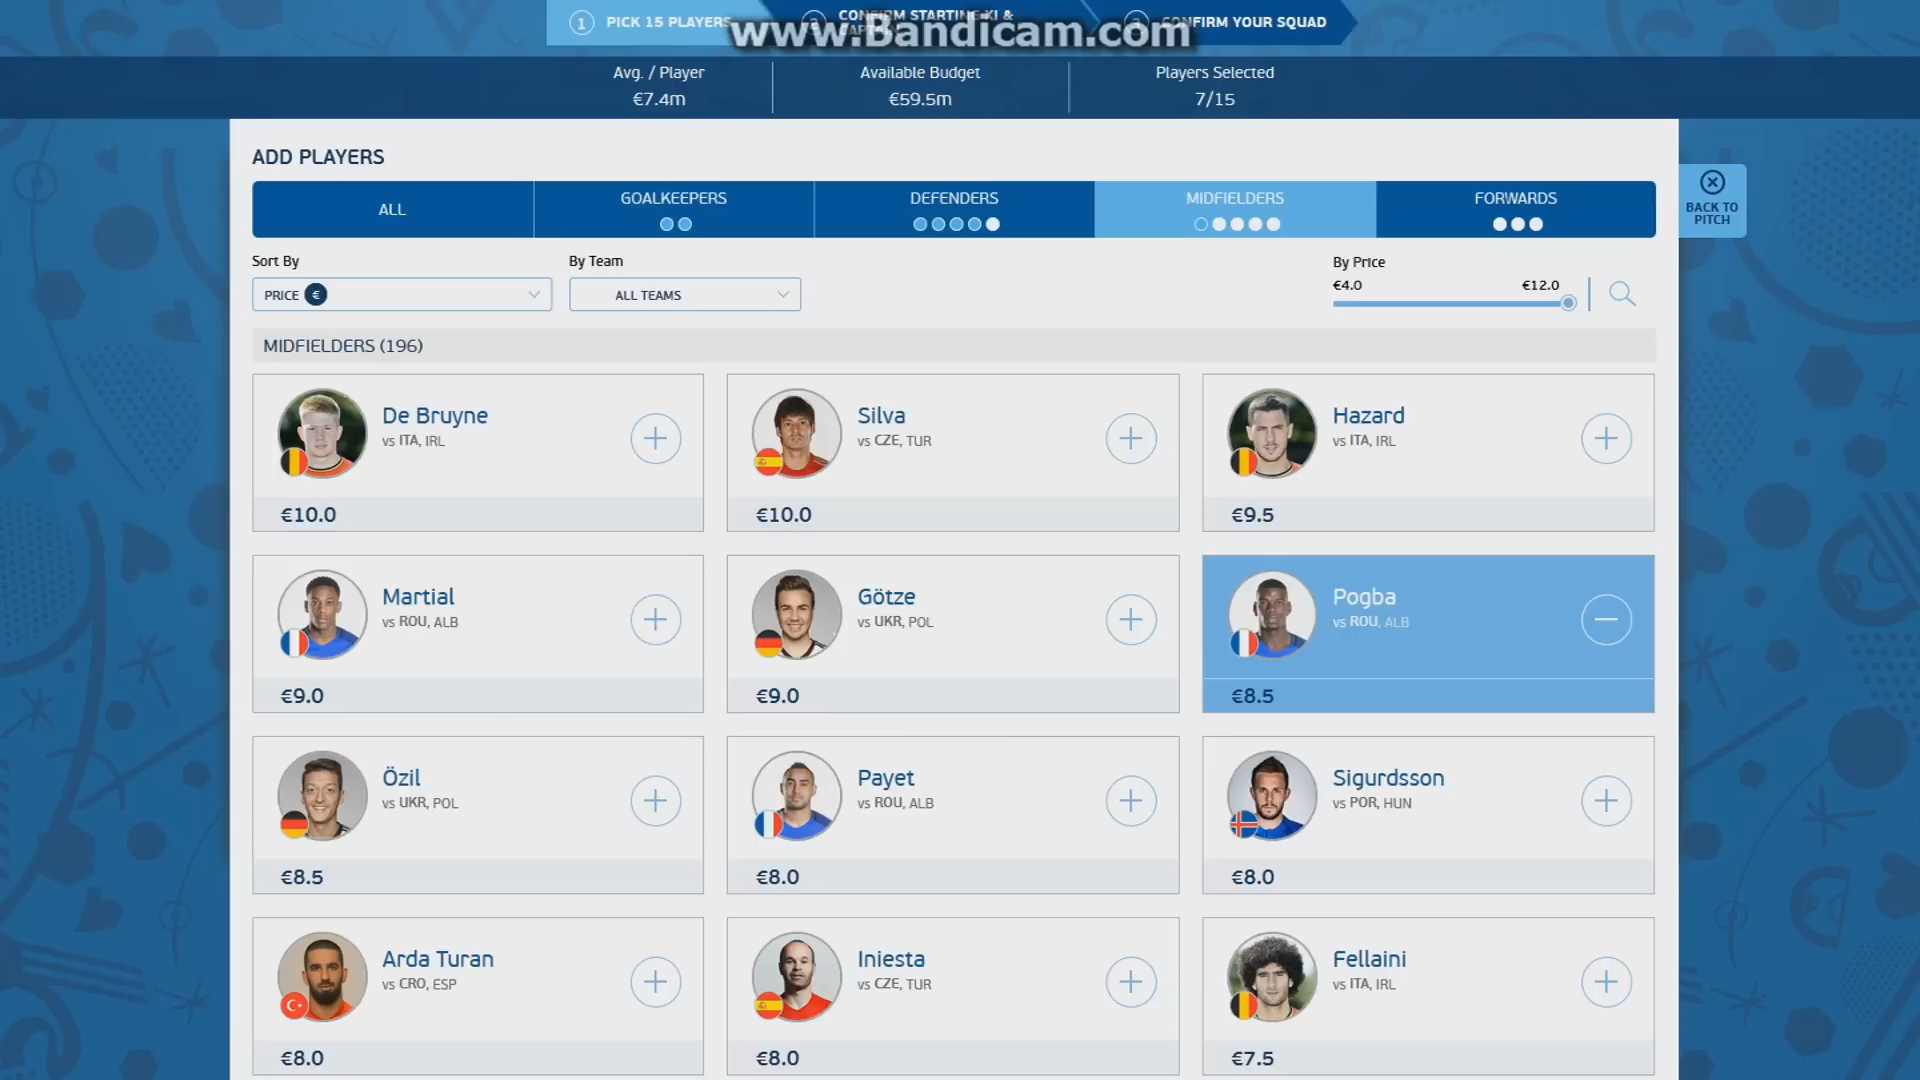 1 PICK 15 PLAYERS
CONFIRM STARTING XI &
3 CONFIRM YOUR SQUAD
www.Bandicam.com
Avg. / Player
€7.4m
Available Budget
€59.5m
Players Selected
7/15
ADD PLAYERS
BACK TO
PITCH
ALL
GOALKEEPERS
DEFENDERS
MIDFIELDERS
FORWARDS
Sort By
PRICE €
By Team
ALL TEAMS
By Price
€4.0 €12.0
MIDFIELDERS (196)
De Bruyne
vs ITA, IRL
€10.0
Silva
vs CZE, TUR
€10.0
Hazard
vs ITA, IRL
€9.5
Martial
vs ROU, ALB
€9.0
Götze
vs UKR, POL
€9.0
Pogba
vs ROU, ALB
€8.5
Özil
vs UKR, POL
€8.5
Payet
vs ROU, ALB
€8.0
Sigurdsson
vs POR, HUN
€8.0
Arda Turan
vs CRO, ESP
€8.0
Iniesta
vs CZE, TUR
€8.0
Fellaini
vs ITA, IRL
€7.5